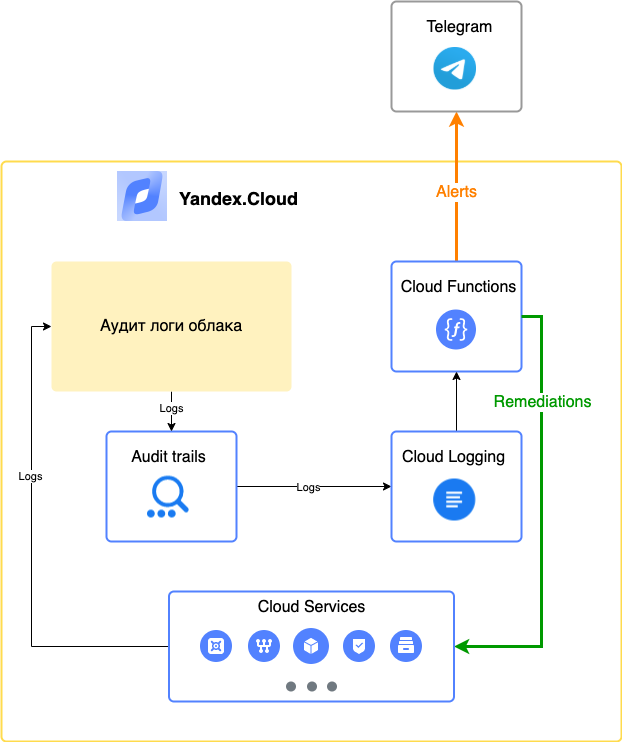 Telegram
Alerts
Yandex.Cloud
Cloud Functions
Аудит логи облака
Remediations
Logs
Audit trails
Cloud Logging
Logs
Logs
Cloud Services